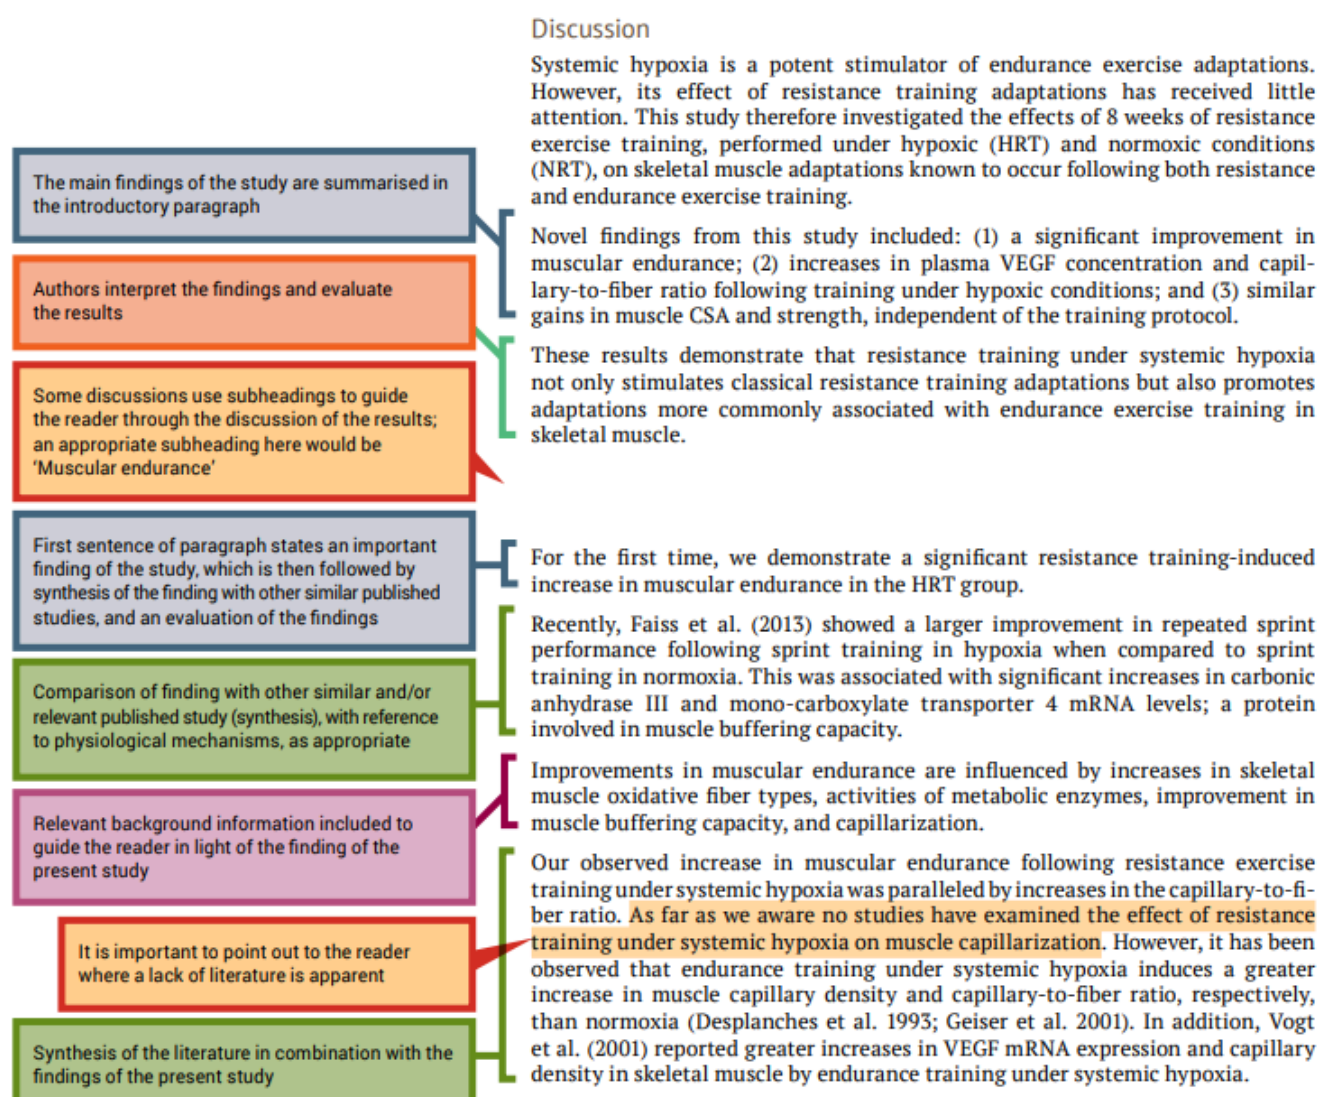 Discussion
Systemic hypoxia is a potent stimulator of endurance exercise adaptations.
However, its effect of resistance training adaptations has received little
attention. This study therefore investigated the effects of 8 weeks of resistance
exercise training, performed under hypoxic (HRT) and normoxic conditions
(NRT), on skeletal muscle adaptations known to occur following both resistance
and endurance exercise training.
The main findings of the study are summarised in
the introductory paragraph
Novel findings from this study included: (1) a significant improvement in
muscular endurance; (2) increases in plasma VEGF concentration and capil-
lary-to-fiber ratio following training under hypoxic conditions; and (3) similar
gains in muscle CSA and strength, independent of the training protocol.
Authors interpret the findings and evaluate
the results
These results demonstrate that resistance training under systemic hypoxia
not only stimulates classical resistance training adaptations but also promotes
adaptations more commonly associated with endurance exercise training in
skeletal muscle.
Some discussions use subheadings to guide
the reader through the discussion of the results;
an appropriate subheading here would be
‘Muscular endurance’
First sentence of paragraph states an important
finding of the study, which is then followed by
synthesis of the finding with other similar published
studies, and an evaluation of the findings
For the first time, we demonstrate a significant resistance training-induced
increase in muscular endurance in the HRT group.
Comparison of finding with other similar and/or
relevant published study (synthesis), with reference
to physiological mechanisms, as appropriate
Recently, Faiss et al. (2013) showed a larger improvement in repeated sprint
performance following sprint training in hypoxia when compared to sprint
training in normoxia. This was associated with significant increases in carbonic
anhydrase III and mono-carboxylate transporter 4 mRNA levels; a protein
involved in muscle buffering capacity.
Relevant background information included to
guide the reader in light of the finding of the
present study
Improvements in muscular endurance are influenced by increases in skeletal
muscle oxidative fiber types, activities of metabolic enzymes, improvement in
muscle buffering capacity, and capillarization.
It is important to point out to the reader
where a lack of literature is apparent
Synthesis of the literature in combination with the
findings of the present study
Our observed increase in muscular endurance following resistance exercise
training under systemic hypoxia was paralleled by increases in the capillary-to-fi-
ber ratio. As far as we aware no studies have examined the effect of resistance
training under systemic hypoxia on muscle capillarization. However, it has been
observed that endurance training under systemic hypoxia induces a greater
increase in muscle capillary density and capillary-to-fiber ratio, respectively,
than normoxia (Desplanches et al. 1993; Geiser et al. 2001). In addition, Vogt
et al. (2001) reported greater increases in VEGF mRNA expression and capillary
density in skeletal muscle by endurance training under systemic hypoxia.